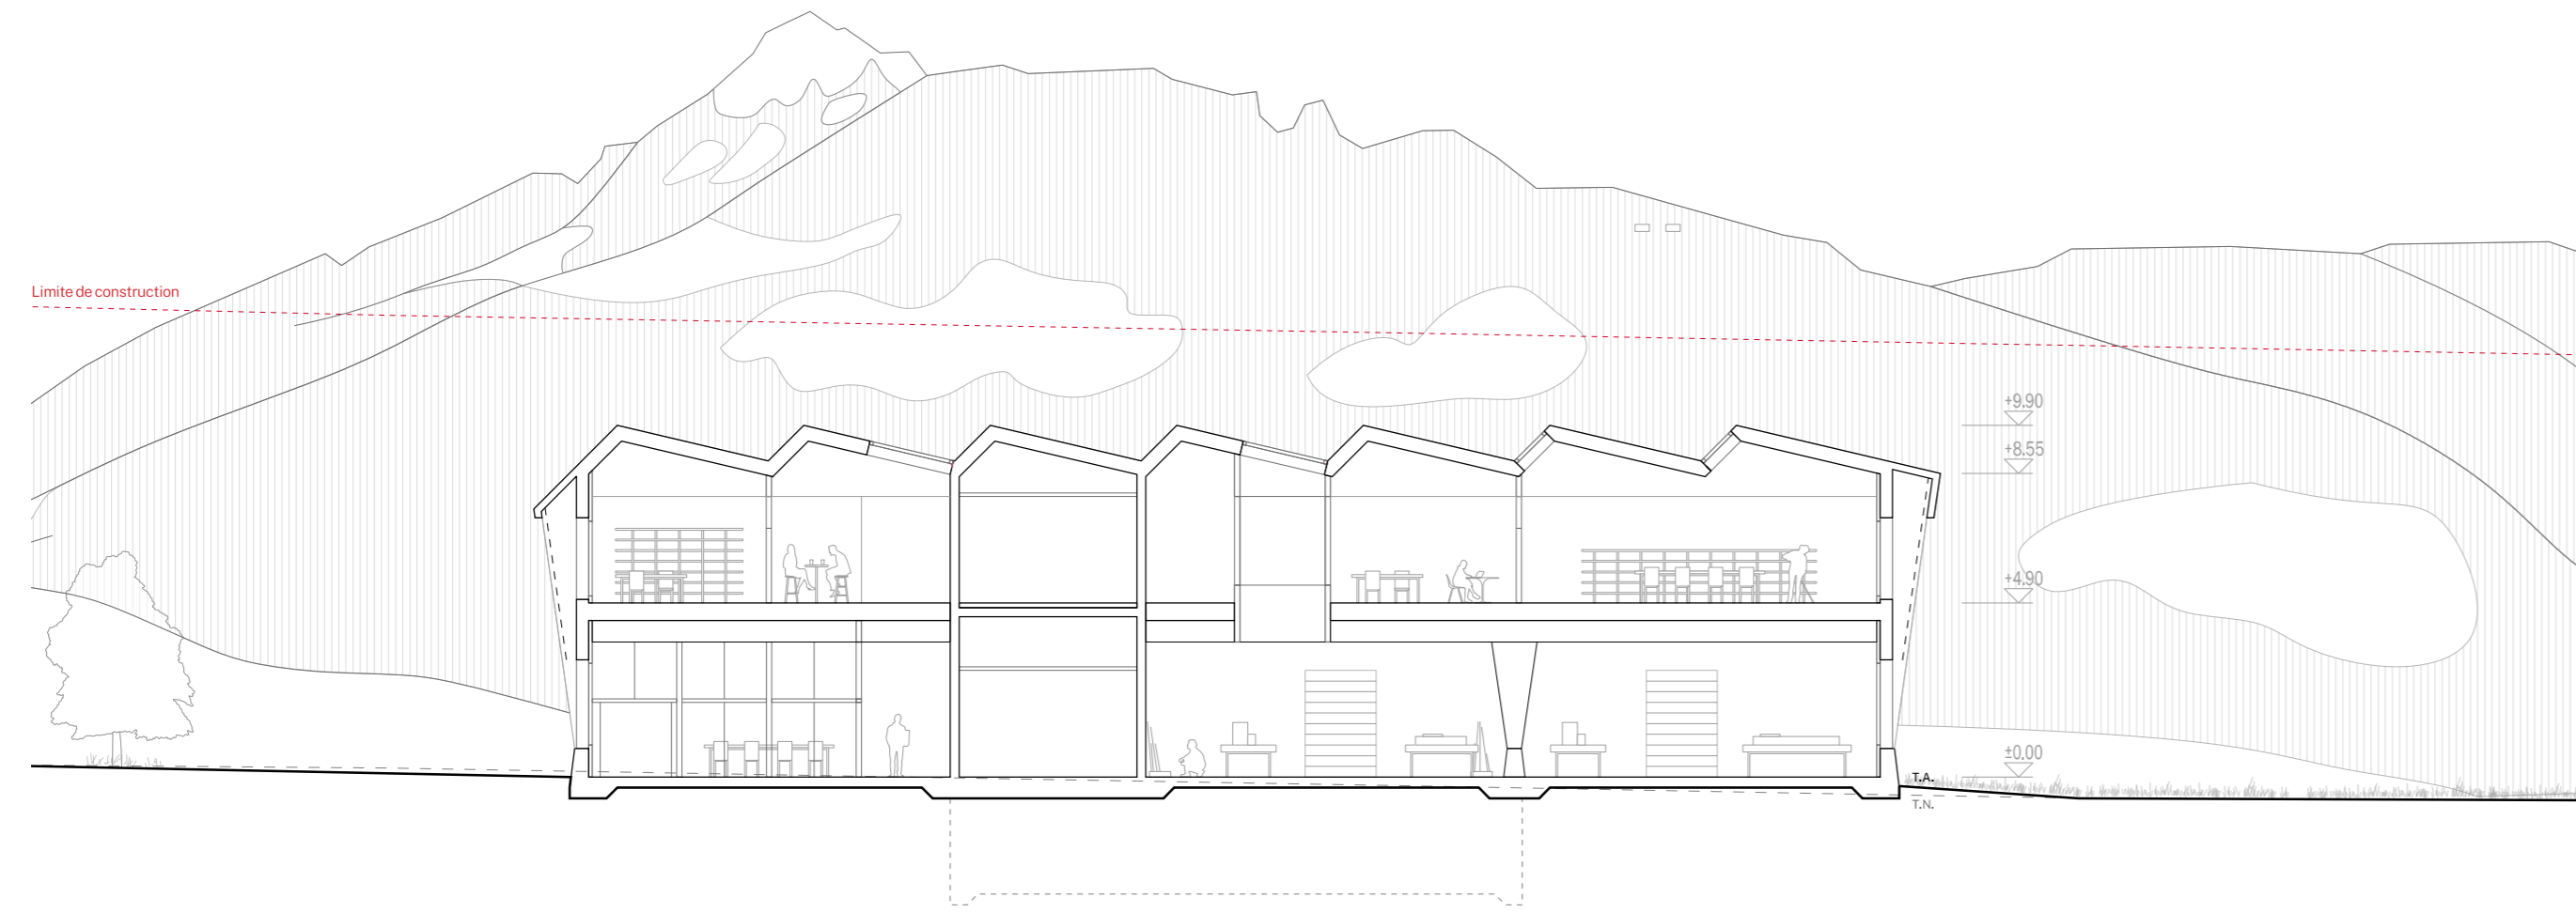 Limite de construction
+9.90
+8.55
+4.90
±0.00
T.A.
T.N.